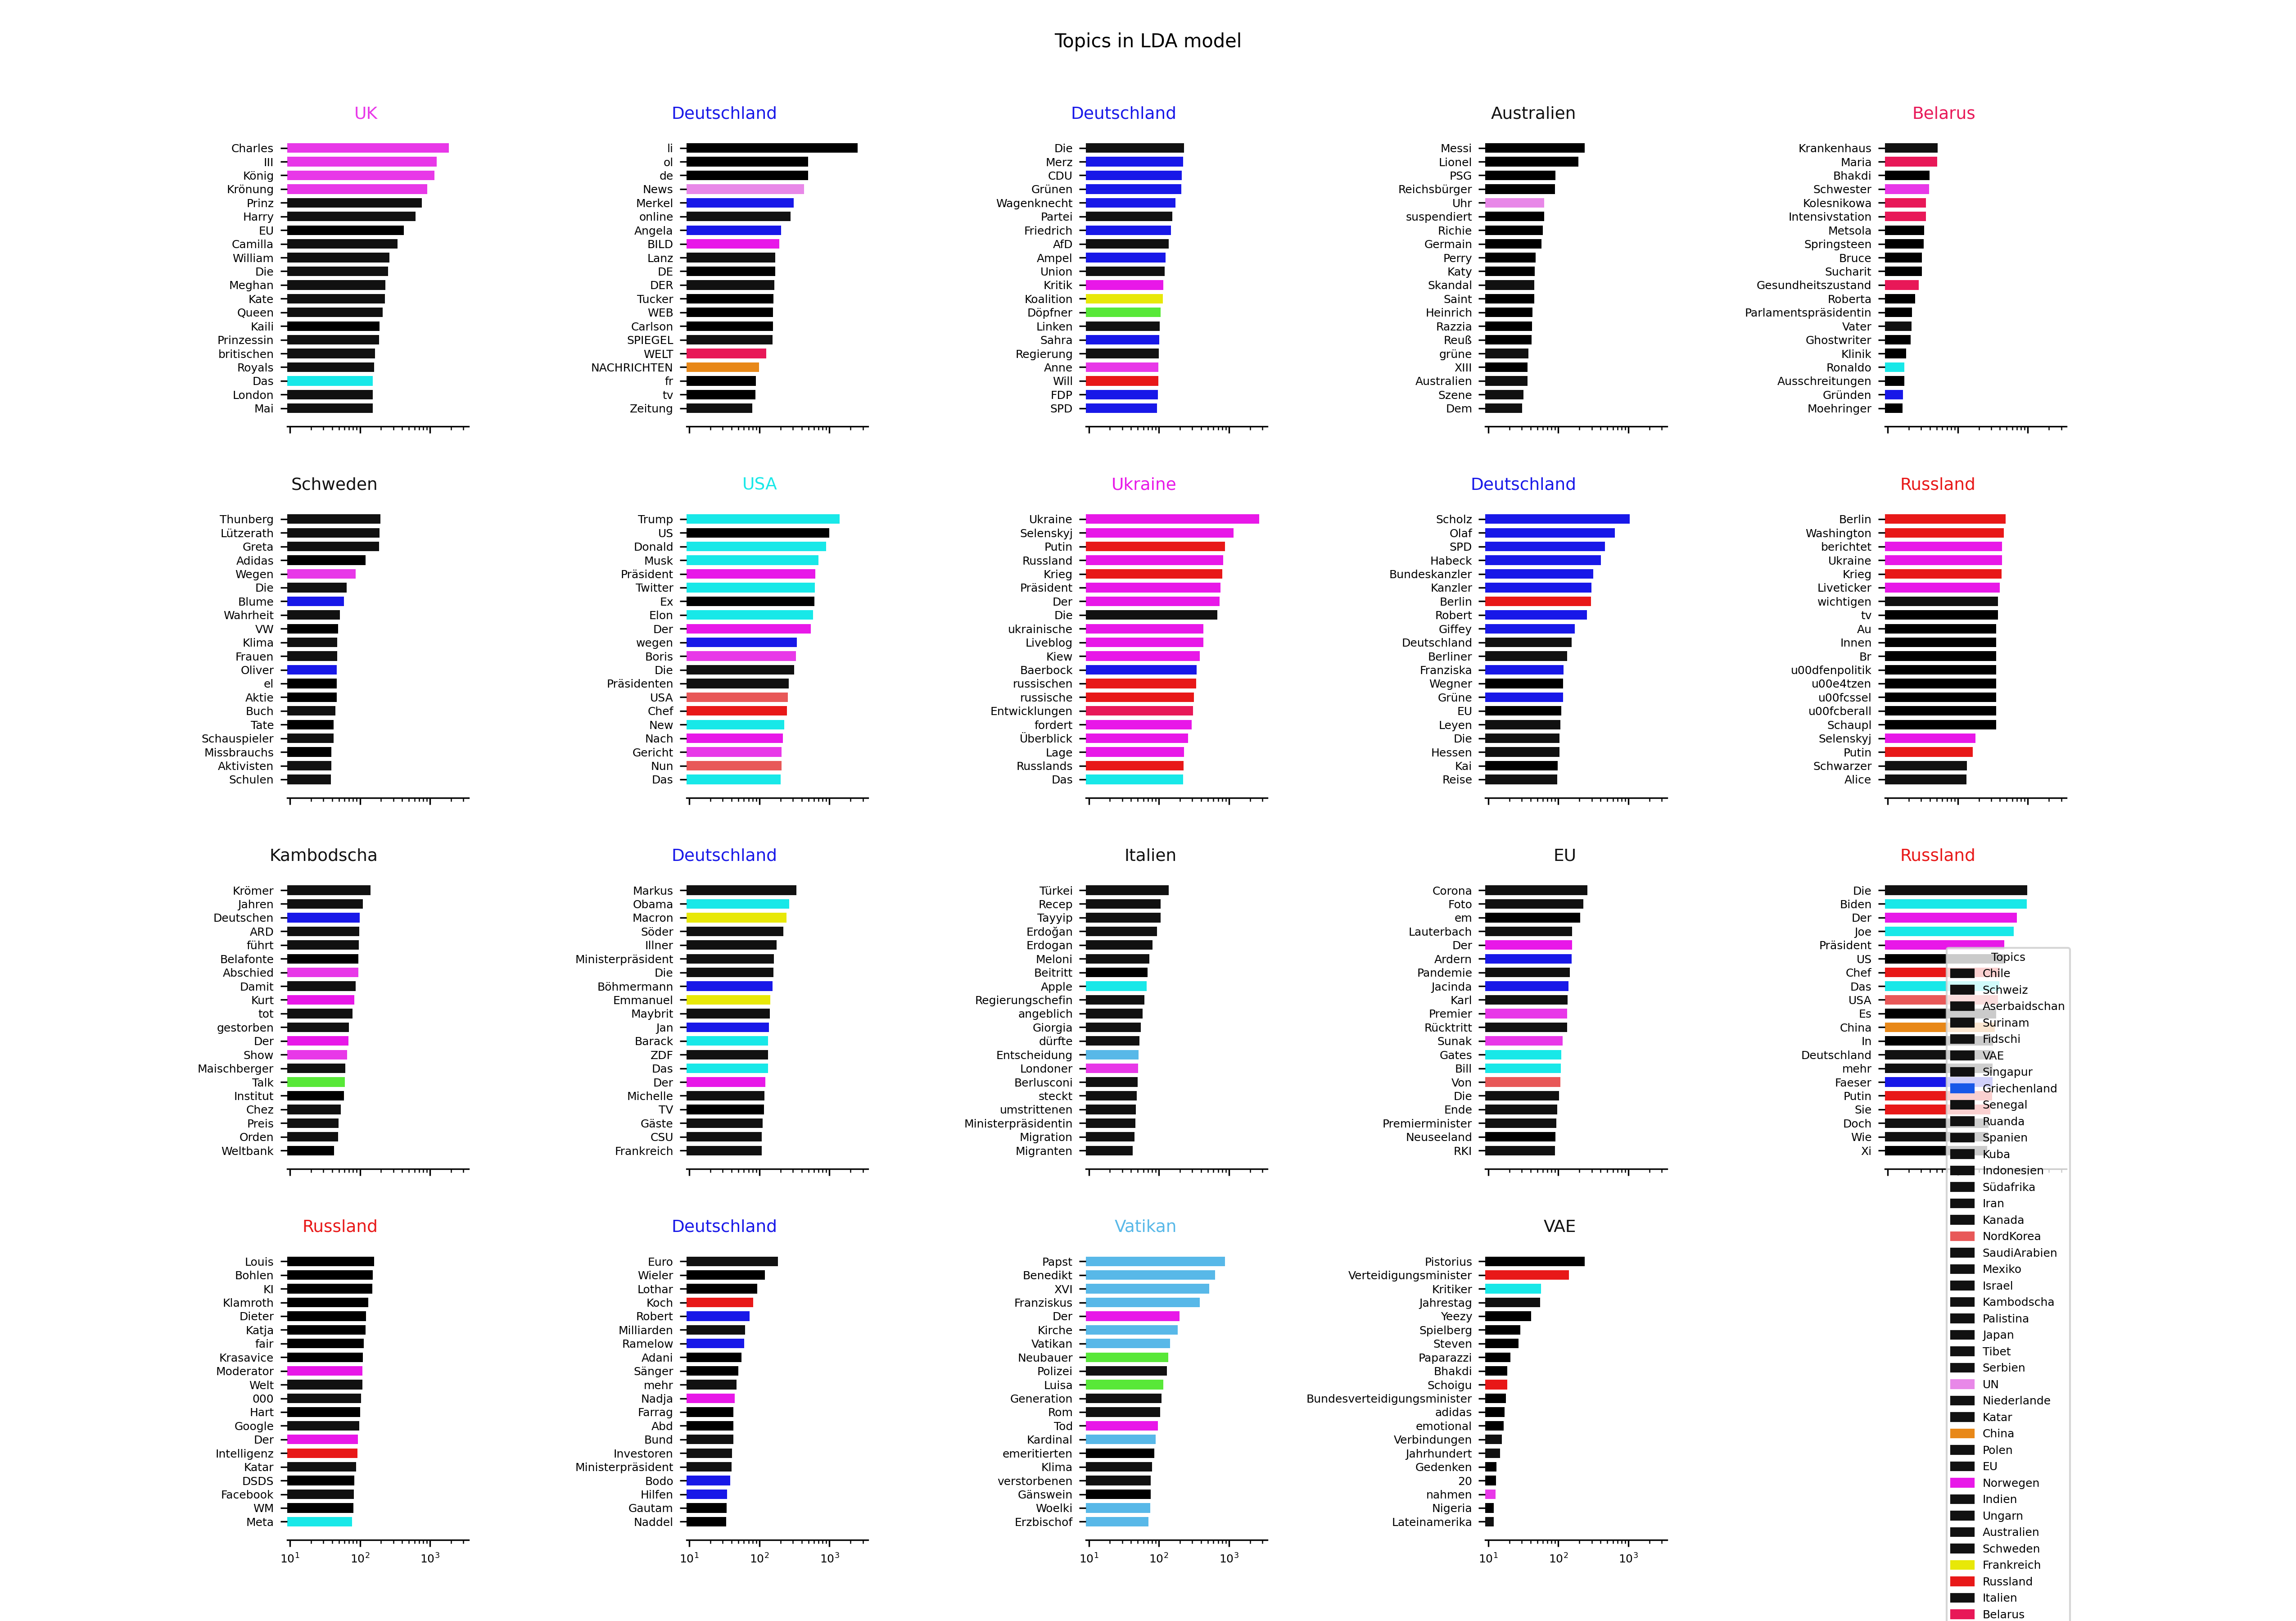 Topics in LDA model
UK
Charles
III
König
Krönung
Prinz
Harry
EU
Camilla
William
Die
Meghan
Kate
Queen
Kaili
Prinzessin
britischen
Royals
Das
London
Mai
Deutschland
li
ol
de
News
Merkel
online
Angela
BILD
Lanz
DE
DER
Tucker
WEB
Carlson
SPIEGEL
WELT
NACHRICHTEN
fr
tv
Zeitung
Deutschland
Die
Merz
CDU
Grünen
Wagenknecht
Partei
Friedrich
AfD
Ampel
Union
Kritik
Koalition
Döpfner
Linken
Sahra
Regierung
Anne
Will
FDP
SPD
Australien
Messi
Lionel
PSG
Reichsbürger
Uhr
suspendiert
Richie
Germain
Perry
Katy
Skandal
Saint
Heinrich
Razzia
Reuß
grüne
XIII
Australien
Szene
Dem
Belarus
Krankenhaus
Maria
Bhakdi
Schwester
Kolesnikowa
Intensivstation
Metsola
Springsteen
Bruce
Sucharit
Gesundheitszustand
Roberta
Parlamentspräsidentin
Vater
Ghostwriter
Klinik
Ronaldo
Ausschreitungen
Gründen
Moehringer
Schweden
Thunberg
Lützerath
Greta
Adidas
Wegen
Die
Blume
Wahrheit
VW
Klima
Frauen
Oliver
el
Aktie
Buch
Tate
Schauspieler
Missbrauchs
Aktivisten
Schulen
USA
Trump
US
Donald
Musk
Präsident
Twitter
Ex
Elon
Der
wegen
Boris
Die
Präsidenten
USA
Chef
New
Nach
Gericht
Nun
Das
Ukraine
Ukraine
Selenskyj
Putin
Russland
Krieg
Präsident
Der
Die
ukrainische
Liveblog
Kiew
Baerbock
russischen
russische
Entwicklungen
fordert
Überblick
Lage
Russlands
Das
Deutschland
Scholz
Olaf
SPD
Habeck
Bundeskanzler
Kanzler
Berlin
Robert
Giffey
Deutschland
Berliner
Franziska
Wegner
Grüne
EU
Leyen
Die
Hessen
Kai
Reise
Russland
Berlin
Washington
berichtet
Ukraine
Krieg
Liveticker
wichtigen
tv
Au
Innen
Br
u00dfenpolitik
u00e4tzen
u00fcssel
u00fcberall
Schaupl
Selenskyj
Putin
Schwarzer
Alice
Kambodscha
Krömer
Jahren
Deutschen
ARD
führt
Belafonte
Abschied
Damit
Kurt
tot
gestorben
Der
Show
Maischberger
Talk
Institut
Chez
Preis
Orden
Weltbank
Deutschland
Markus
Obama
Macron
Söder
Illner
Ministerpräsident
Die
Böhmermann
Emmanuel
Maybrit
Jan
Barack
ZDF
Das
Der
Michelle
TV
Gäste
CSU
Frankreich
Italien
Türkei
Recep
Tayyip
Erdoğan
Erdogan
Meloni
Beitritt
Apple
Regierungschefin
angeblich
Giorgia
dürfte
Entscheidung
Londoner
Berlusconi
steckt
umstrittenen
Ministerpräsidentin
Migration
Migranten
EU
Corona
Foto
em
Lauterbach
Der
Ardern
Pandemie
Jacinda
Karl
Premier
Rücktritt
Sunak
Gates
Bill
Von
Die
Ende
Premierminister
Neuseeland
RKI
Russland
Die
Biden
Der
Joe
Präsident
US
Chef
Das
USA
Es
China
In
Deutschland
mehr
Faeser
Putin
Sie
Doch
Wie
Xi
Russland
Louis
Bohlen
KI
Klamroth
Dieter
Katja
fair
Krasavice
Moderator
Welt
000
Hart
Google
Der
Intelligenz
Katar
DSDS
Facebook
WM
Meta
10¹ 10² 10³
Deutschland
Euro
Wieler
Lothar
Koch
Robert
Milliarden
Ramelow
Adani
Sänger
mehr
Nadja
Farrag
Abd
Bund
Investoren
Ministerpräsident
Bodo
Hilfen
Gautam
Naddel
10¹ 10² 10³
Vatikan
Papst
Benedikt
XVI
Franziskus
Der
Kirche
Vatikan
Neubauer
Polizei
Luisa
Generation
Rom
Tod
Kardinal
emeritierten
Klima
verstorbenen
Gänswein
Woelki
Erzbischof
10¹ 10² 10³
VAE
Pistorius
Verteidigungsminister
Kritiker
Jahrestag
Yeezy
Spielberg
Steven
Paparazzi
Bhakdi
Schoigu
Bundesverteidigungsminister
adidas
emotional
Verbindungen
Jahrhundert
Gedenken
20
nahmen
Nigeria
Lateinamerika
10¹ 10² 10³
Topics
Chile
Schweiz
Aserbaidschan
Surinam
Fidschi
VAE
Singapur
Griechenland
Senegal
Ruanda
Spanien
Kuba
Indonesien
Südafrika
Iran
Kanada
NordKorea
SaudiArabien
Mexiko
Israel
Kambodscha
Palistina
Japan
Tibet
Serbien
UN
Niederlande
Katar
China
Polen
EU
Norwegen
Indien
Ungarn
Australien
Schweden
Frankreich
Russland
Italien
Belarus